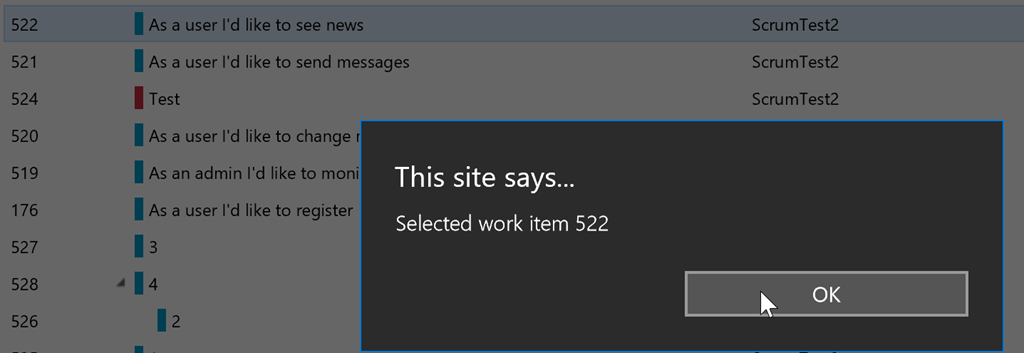 522 As a user I'd like to see news ScrumTest2
521 As a user I'd like to send messages ScrumTest2
524 Test ScrumTest2
520 As a user I'd like to change
519 As an admin I'd like to
176 As a user I'd like to register
527 3
528 4
526 2
This site says...
Selected work item 522
OK